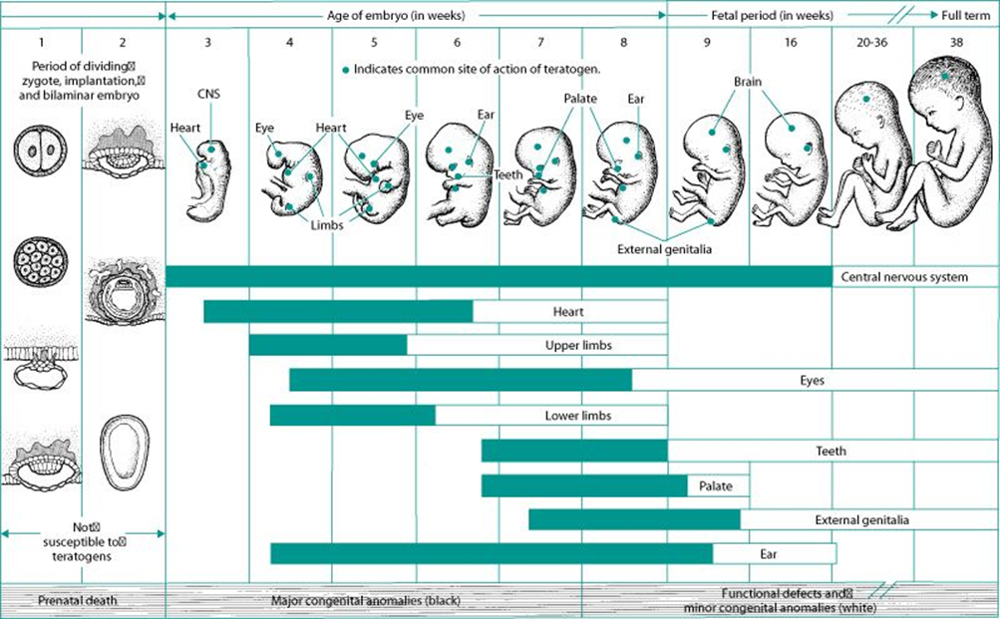 Age of embryo (in weeks)
Fetal period (in weeks)
Full term
1
2
3
4
5
6
7
8
9
16
20-36
38
Period of dividing
zygote, implantation,
and bilaminar embryo
Indicates common site of action of teratogen.
CNS
Heart
Eye
Heart
Eye
Ear
Palate
Ear
Brain
Teeth
Limbs
External genitalia
Central nervous system
Heart
Upper limbs
Eyes
Lower limbs
Teeth
Palate
External genitalia
Ear
Not
susceptible to
teratogens
Prenatal death
Major congenital anomalies (black)
Functional defects and
minor congenital anomalies (white)